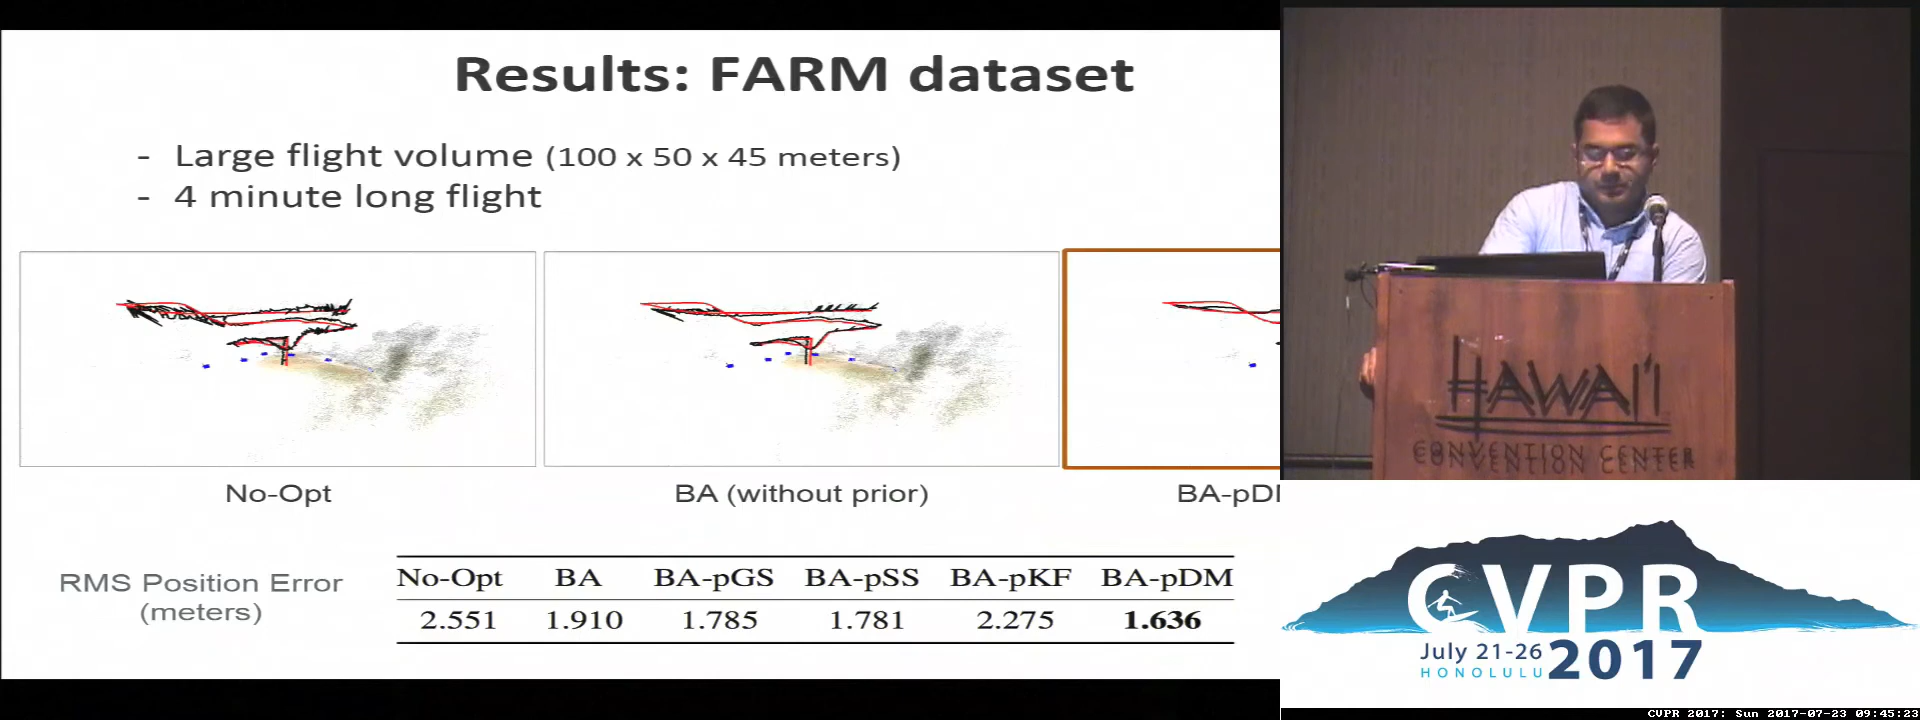 Results: FARM dataset
- Large flight volume (100 x 50 x 45 meters)
- 4 minute long flight
No-Opt
BA (without prior)
BA-pD
RMS Position Error
(meters)
No-Opt BA BA-pGS BA-pSS BA-pKF BA-pDM
2.551 1.910 1.785 1.781 2.275 1.636
HAWAI'I
CONVENTION CENTER
CVPR
July 21-26
HONOLULU
2017
CVPR 2017: Sun 2017-07-23 09:45:23